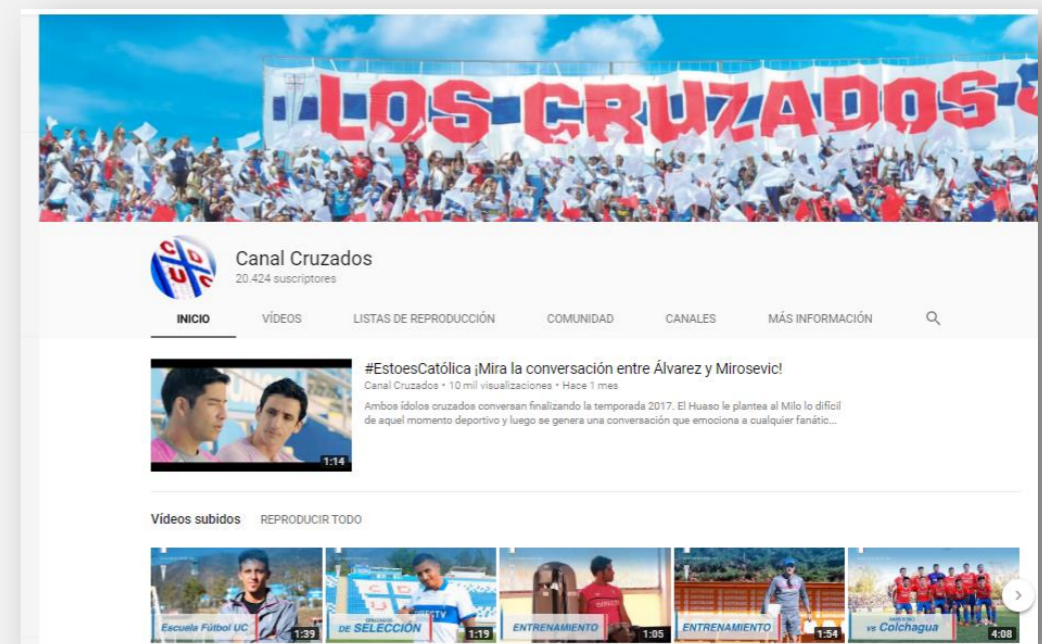 LOS CRUZADOS
C D
U C
Canal Cruzados
20.424 suscriptores
INICIO VÍDEOS LISTAS DE REPRODUCCIÓN COMUNIDAD CANALES MÁS INFORMACIÓN
#EstoesCatólica ¡Mira la conversación entre Álvarez y Mirosevic!
Canal Cruzados • 10 mil visualizaciones • Hace 1 mes
Ambos ídolos cruzados conversan finalizando la temporada 2017. El Huaso le plantea al Milo lo difícil
de aquel momento deportivo y luego se genera una conversación que emociona a cualquier fanátic...
1:14
Vídeos subidos REPRODUCIR TODO
Escuela Fútbol UC 1:39
DE SELECCIÓN 1:19
ENTRENAMIENTO 1:05
ENTRENAMIENTO 1:54
vs Colchagua 4:08